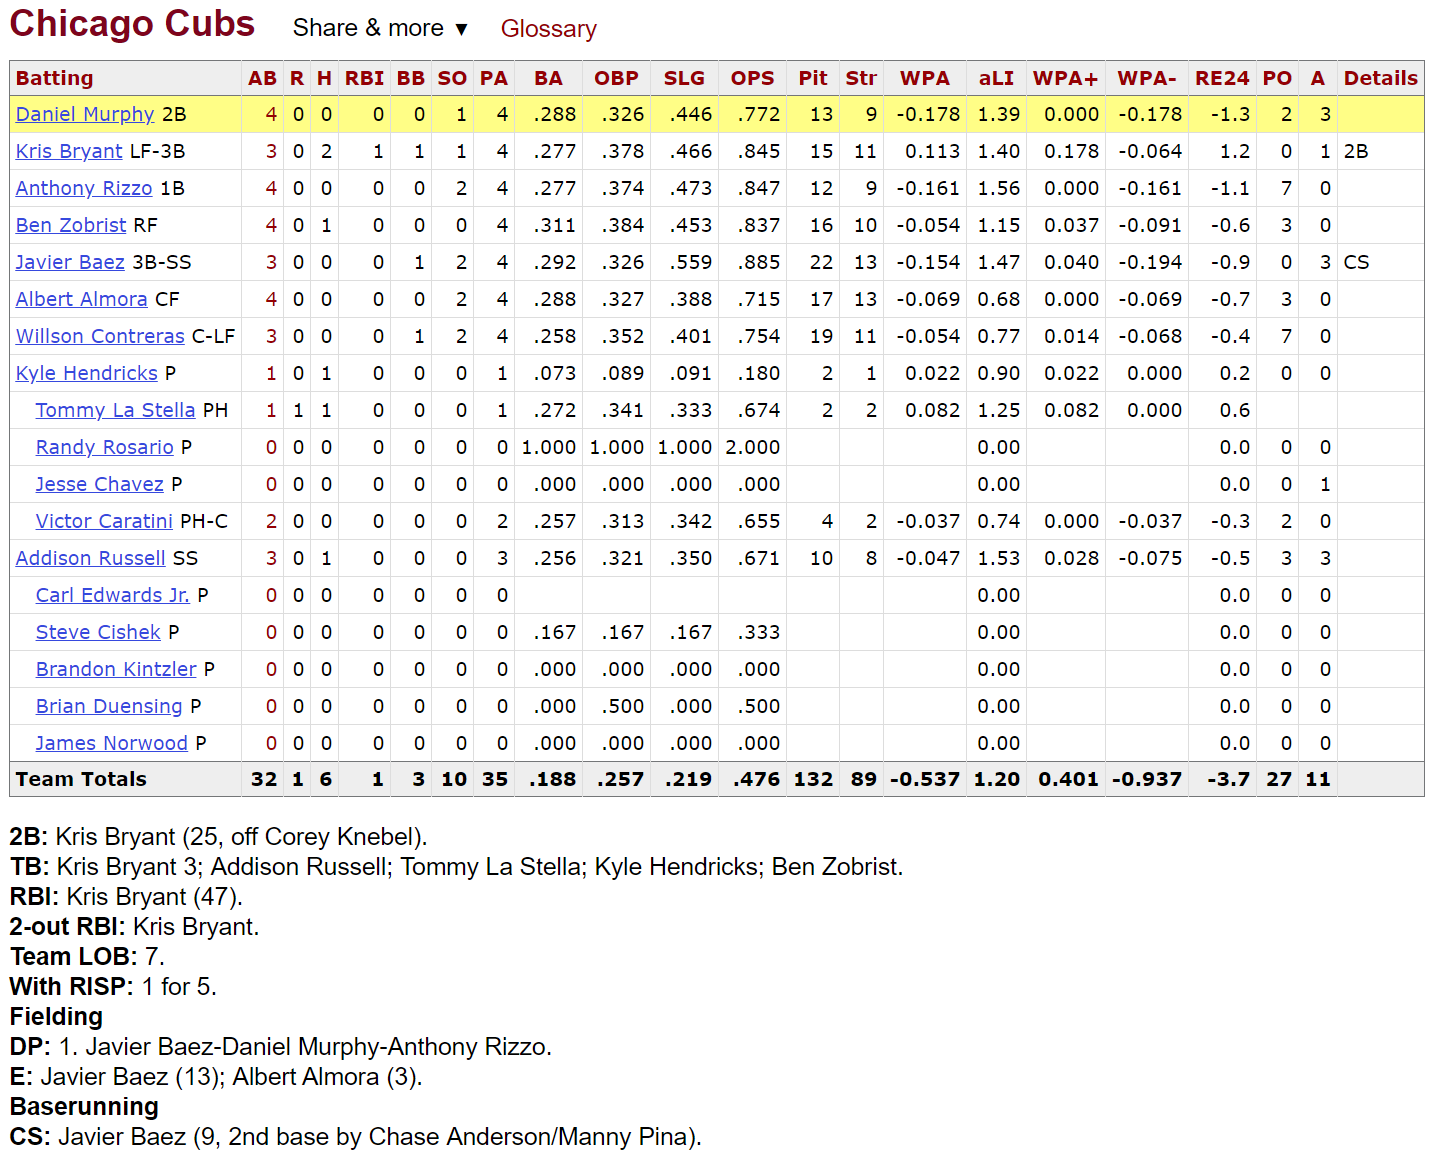 Chicago Cubs Share & more ▼ Glossary
Batting AB R H RBI BB SO PA BA OBP SLG OPS Pit Str WPA aLI WPA+ WPA- RE24 PO A Details
Daniel Murphy 2B 4 0 0 0 0 1 4 .288 .326 .446 .772 13 9 -0.178 1.39 0.000 -0.178 -1.3 2 3
Kris Bryant LF-3B 3 0 2 1 1 1 4 .277 .378 .466 .845 15 11 0.113 1.40 0.178 -0.064 1.2 0 1 2B
Anthony Rizzo 1B 4 0 0 0 0 2 4 .277 .374 .473 .847 12 9 -0.161 1.56 0.000 -0.161 -1.1 7 0
Ben Zobrist RF 4 0 1 0 0 0 4 .311 .384 .453 .837 16 10 -0.054 1.15 0.037 -0.091 -0.6 3 0
Javier Baez 3B-SS 3 0 0 0 1 2 4 .292 .326 .559 .885 22 13 -0.154 1.47 0.040 -0.194 -0.9 0 3 CS
Albert Almora CF 4 0 0 0 0 2 4 .288 .327 .388 .715 17 13 -0.069 0.68 0.000 -0.069 -0.7 3 0
Willson Contreras C-LF 3 0 0 0 1 2 4 .258 .352 .401 .754 19 11 -0.054 0.77 0.014 -0.068 -0.4 7 0
Kyle Hendricks P 1 0 1 0 0 0 1 .073 .089 .091 .180 2 1 0.022 0.90 0.022 0.000 0.2 0 0
Tommy La Stella PH 1 1 1 0 0 0 1 .272 .341 .333 .674 2 2 0.082 1.25 0.082 0.000 0.6
Randy Rosario P 0 0 0 0 0 0 0 1.000 1.000 1.000 2.000 0.00 0.0 0 0
Jesse Chavez P 0 0 0 0 0 0 0 .000 .000 .000 .000 0.00 0.0 0 1
Victor Caratini PH-C 2 0 0 0 0 0 2 .257 .313 .342 .655 4 2 -0.037 0.74 0.000 -0.037 -0.3 2 0
Addison Russell SS 3 0 1 0 0 0 3 .256 .321 .350 .671 10 8 -0.047 1.53 0.028 -0.075 -0.5 3 3
Carl Edwards Jr. P 0 0 0 0 0 0 0 0.00 0.0 0 0
Steve Cishek P 0 0 0 0 0 0 0 .167 .167 .167 .333 0.00 0.0 0 0
Brandon Kintzler P 0 0 0 0 0 0 0 .000 .000 .000 .000 0.00 0.0 0 0
Brian Duensing P 0 0 0 0 0 0 0 .000 .500 .000 .500 0.00 0.0 0 0
James Norwood P 0 0 0 0 0 0 0 .000 .000 .000 .000 0.00 0.0 0 0
Team Totals 32 1 6 1 3 10 35 .188 .257 .219 .476 132 89 -0.537 1.20 0.401 -0.937 -3.7 27 11
2B: Kris Bryant (25, off Corey Knebel).
TB: Kris Bryant 3; Addison Russell; Tommy La Stella; Kyle Hendricks; Ben Zobrist.
RBI: Kris Bryant (47).
2-out RBI: Kris Bryant.
Team LOB: 7.
With RISP: 1 for 5.
Fielding
DP: 1. Javier Baez-Daniel Murphy-Anthony Rizzo.
E: Javier Baez (13); Albert Almora (3).
Baserunning
CS: Javier Baez (9, 2nd base by Chase Anderson/Manny Pina).